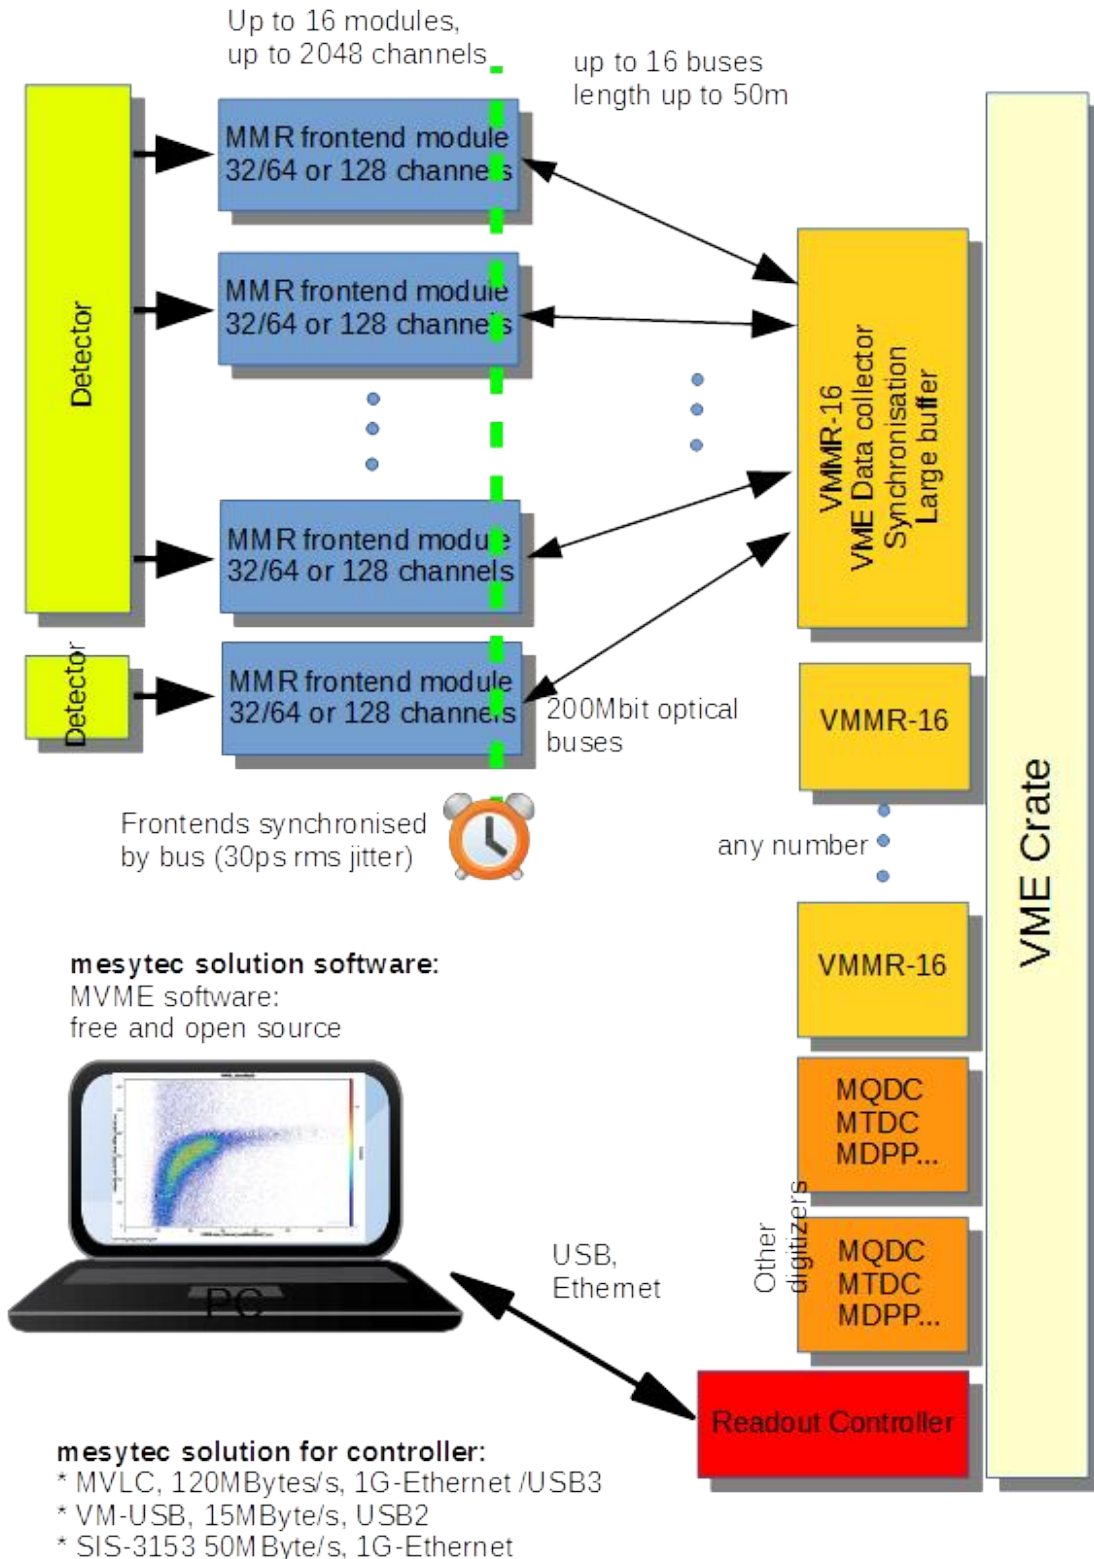 Up to 16 modules,
up to 2048 channels
up to 16 buses
length up to 50m
Detector
MMR frontend module
32/64 or 128 channels
MMR frontend module
32/64 or 128 channels
MMR frontend module
32/64 or 128 channels
Detector
MMR frontend module
32/64 or 128 channels
200Mbit optical
buses
VMMR-16
VME Data collector
Synchronisation
Large buffer
VME Crate
VMMR-16
any number
VMMR-16
Frontends synchronised
by bus (30ps rms jitter)
mesytec solution software:
MVME software:
free and open source
PC
USB,
Ethernet
Other
digitizers
MQDC
MTDC
MDPP...
MQDC
MTDC
MDPP...
Readout Controller
mesytec solution for controller:
* MVLC, 120MBytes/s, 1G-Ethernet /USB3
* VM-USB, 15MByte/s, USB2
* SIS-3153 50MByte/s, 1G-Ethernet